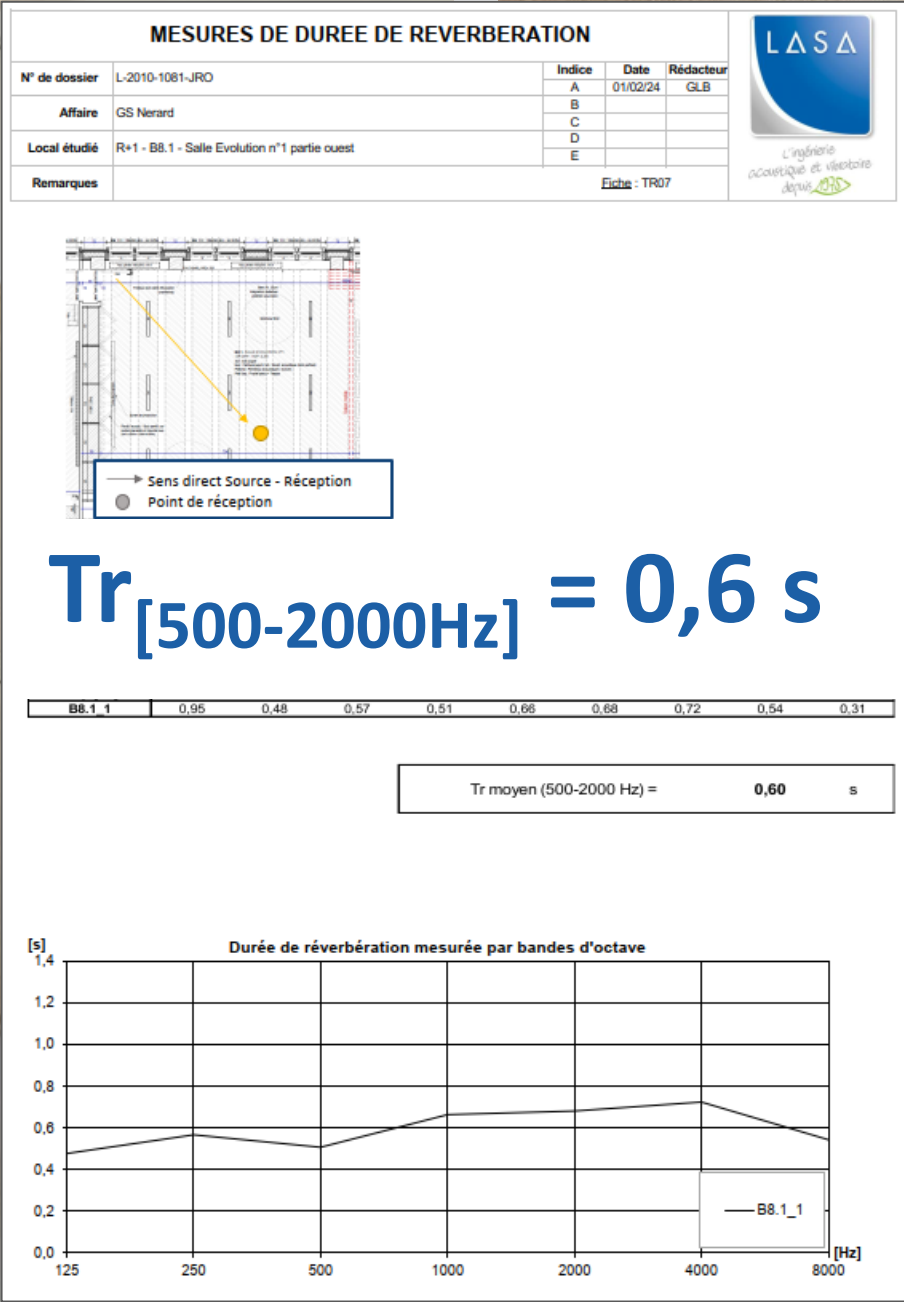 MESURES DE DUREE DE REVERBERATION
LASA
N° de dossier L-2010-1081-JRO
Indice Date Rédacteur
A 01/02/24 GLB
Affaire GS Nerard
B
C
Local étudié R+1 - B8.1 - Salle Evolution n°1 partie ouest
D
E
L'ingénierie
acoustique et vibratoire
depuis 1975
Remarques Fiche : TR07
Sens direct Source - Réception
Point de réception
Tr[500-2000Hz] = 0,6 s
B8.1_1 0,95 0,48 0,57 0,51 0,66 0,68 0,72 0,54 0,31
Tr moyen (500-2000 Hz) = 0,60 s
[s] Durée de réverbération mesurée par bandes d'octave
1,4
1,2
1,0
0,8
0,6
0,4
0,2
B8.1_1
0,0
[Hz]
125 250 500 1000 2000 4000 8000